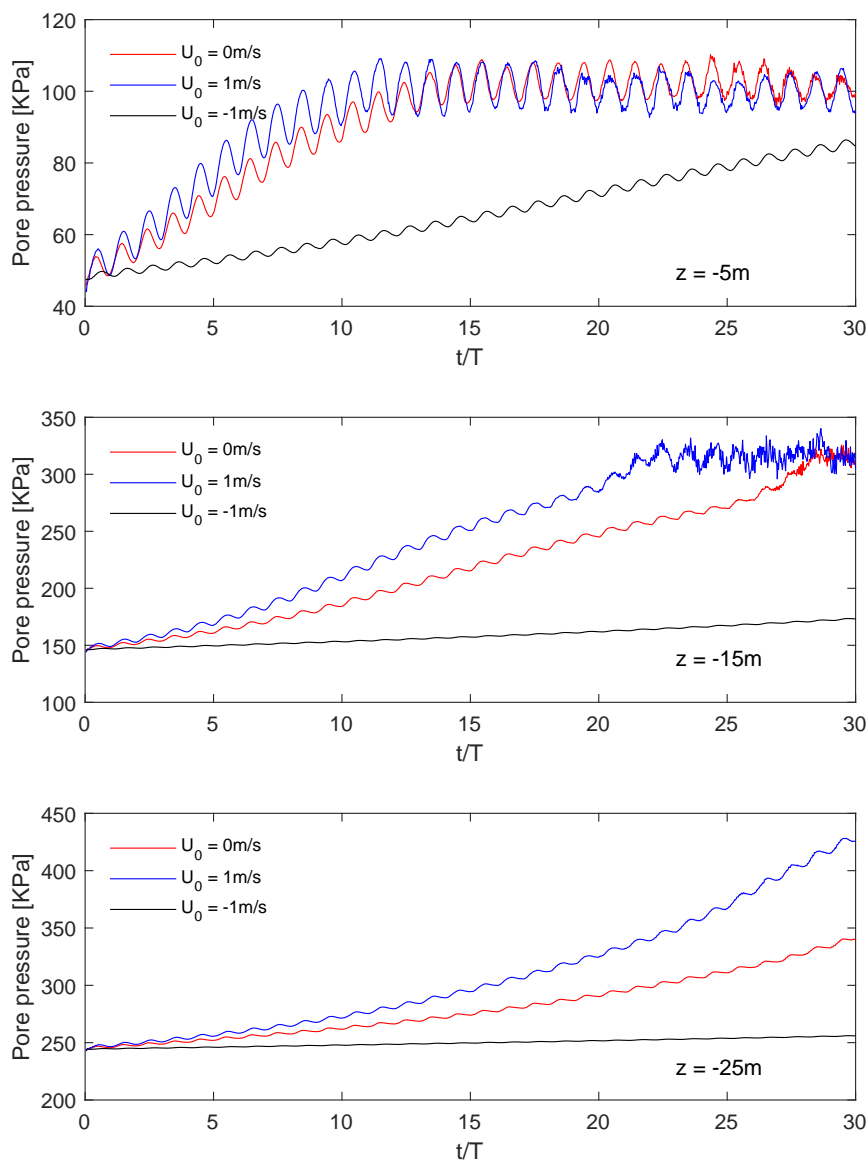 120
100
80
60
40
Pore pressure [KPa]
U0 = 0m/s
U0 = 1m/s
U0 = -1m/s
z = -5m
0 5 10 15 20 25 30
t/T
350
300
250
200
150
100
Pore pressure [KPa]
U0 = 0m/s
U0 = 1m/s
U0 = -1m/s
z = -15m
0 5 10 15 20 25 30
t/T
450
400
350
300
250
200
Pore pressure [KPa]
U0 = 0m/s
U0 = 1m/s
U0 = -1m/s
z = -25m
0 5 10 15 20 25 30
t/T